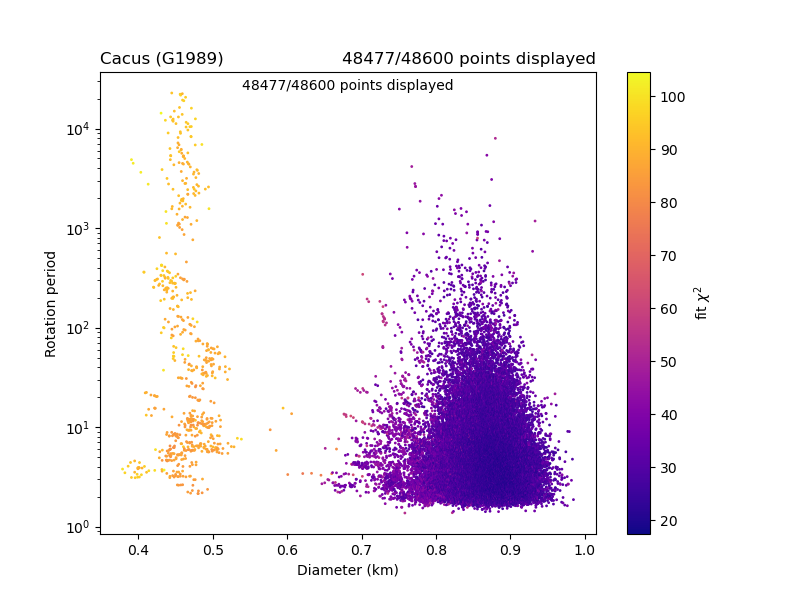 Cacus (G1989) 48477/48600 points displayed
48477/48600 points displayed
Rotation period
10⁴
10³
10²
10¹
10⁰
0.4 0.5 0.6 0.7 0.8 0.9 1.0
Diameter (km)
100
90
80
70
60
50
40
30
20
fit χ²